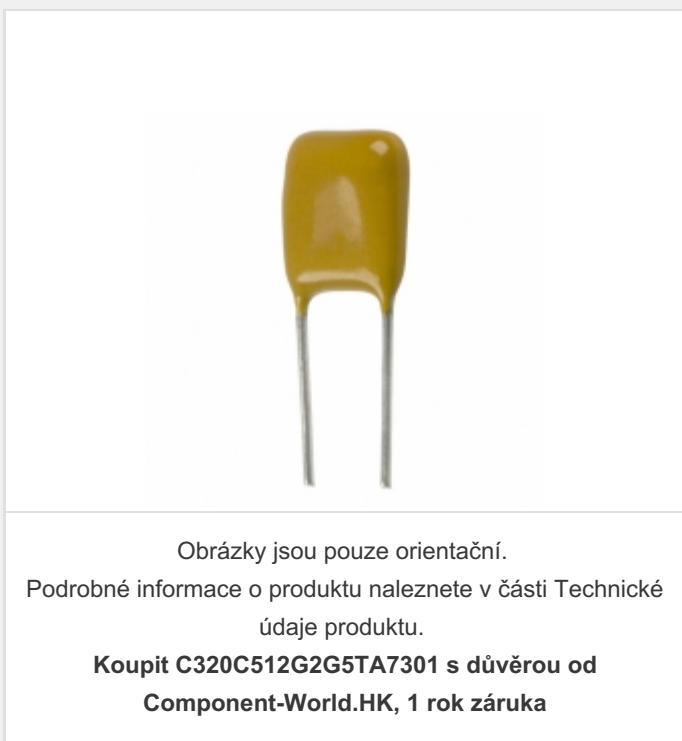 Obrázky jsou pouze orientační.
Podrobné informace o produktu naleznete v části Technické
údaje produktu.
Koupit C320C512G2G5TA7301 s důvěrou od
Component-World.HK, 1 rok záruka